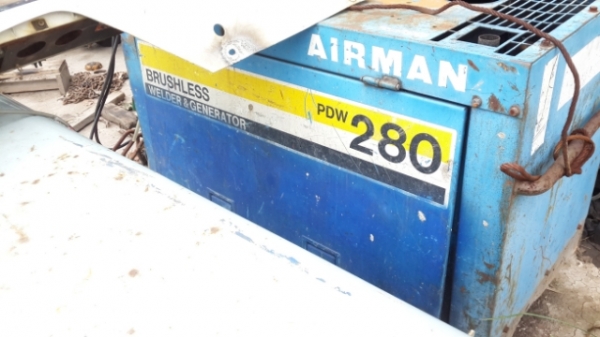 AIRMAN
BRUSHLESS
WELDER & GENERATOR
PDW 280